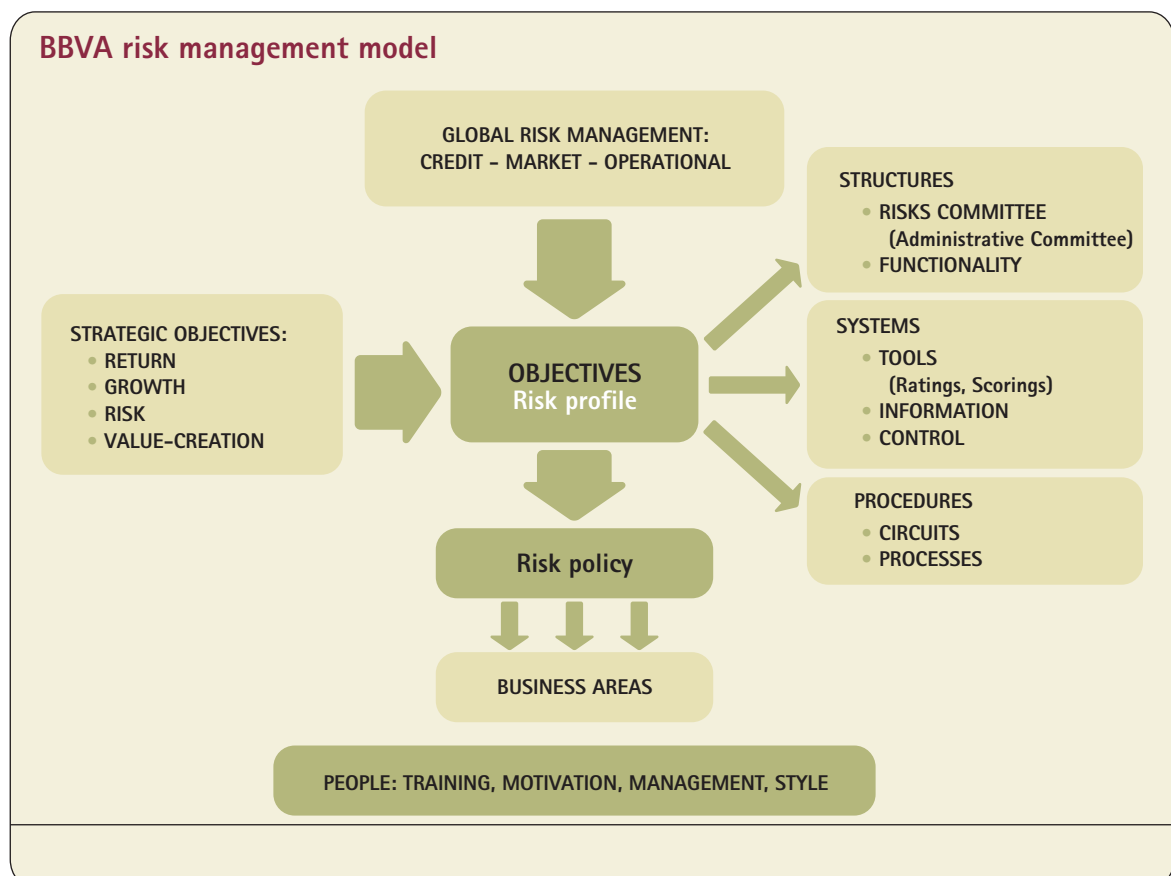 BBVA risk management model
GLOBAL RISK MANAGEMENT:
CREDIT - MARKET - OPERATIONAL
STRATEGIC OBJECTIVES:
• RETURN
• GROWTH
• RISK
• VALUE-CREATION
OBJECTIVES
Risk profile
STRUCTURES
• RISKS COMMITTEE
(Administrative Committee)
• FUNCTIONALITY
SYSTEMS
• TOOLS
(Ratings, Scorings)
• INFORMATION
• CONTROL
PROCEDURES
• CIRCUITS
• PROCESSES
Risk policy
BUSINESS AREAS
PEOPLE: TRAINING, MOTIVATION, MANAGEMENT, STYLE